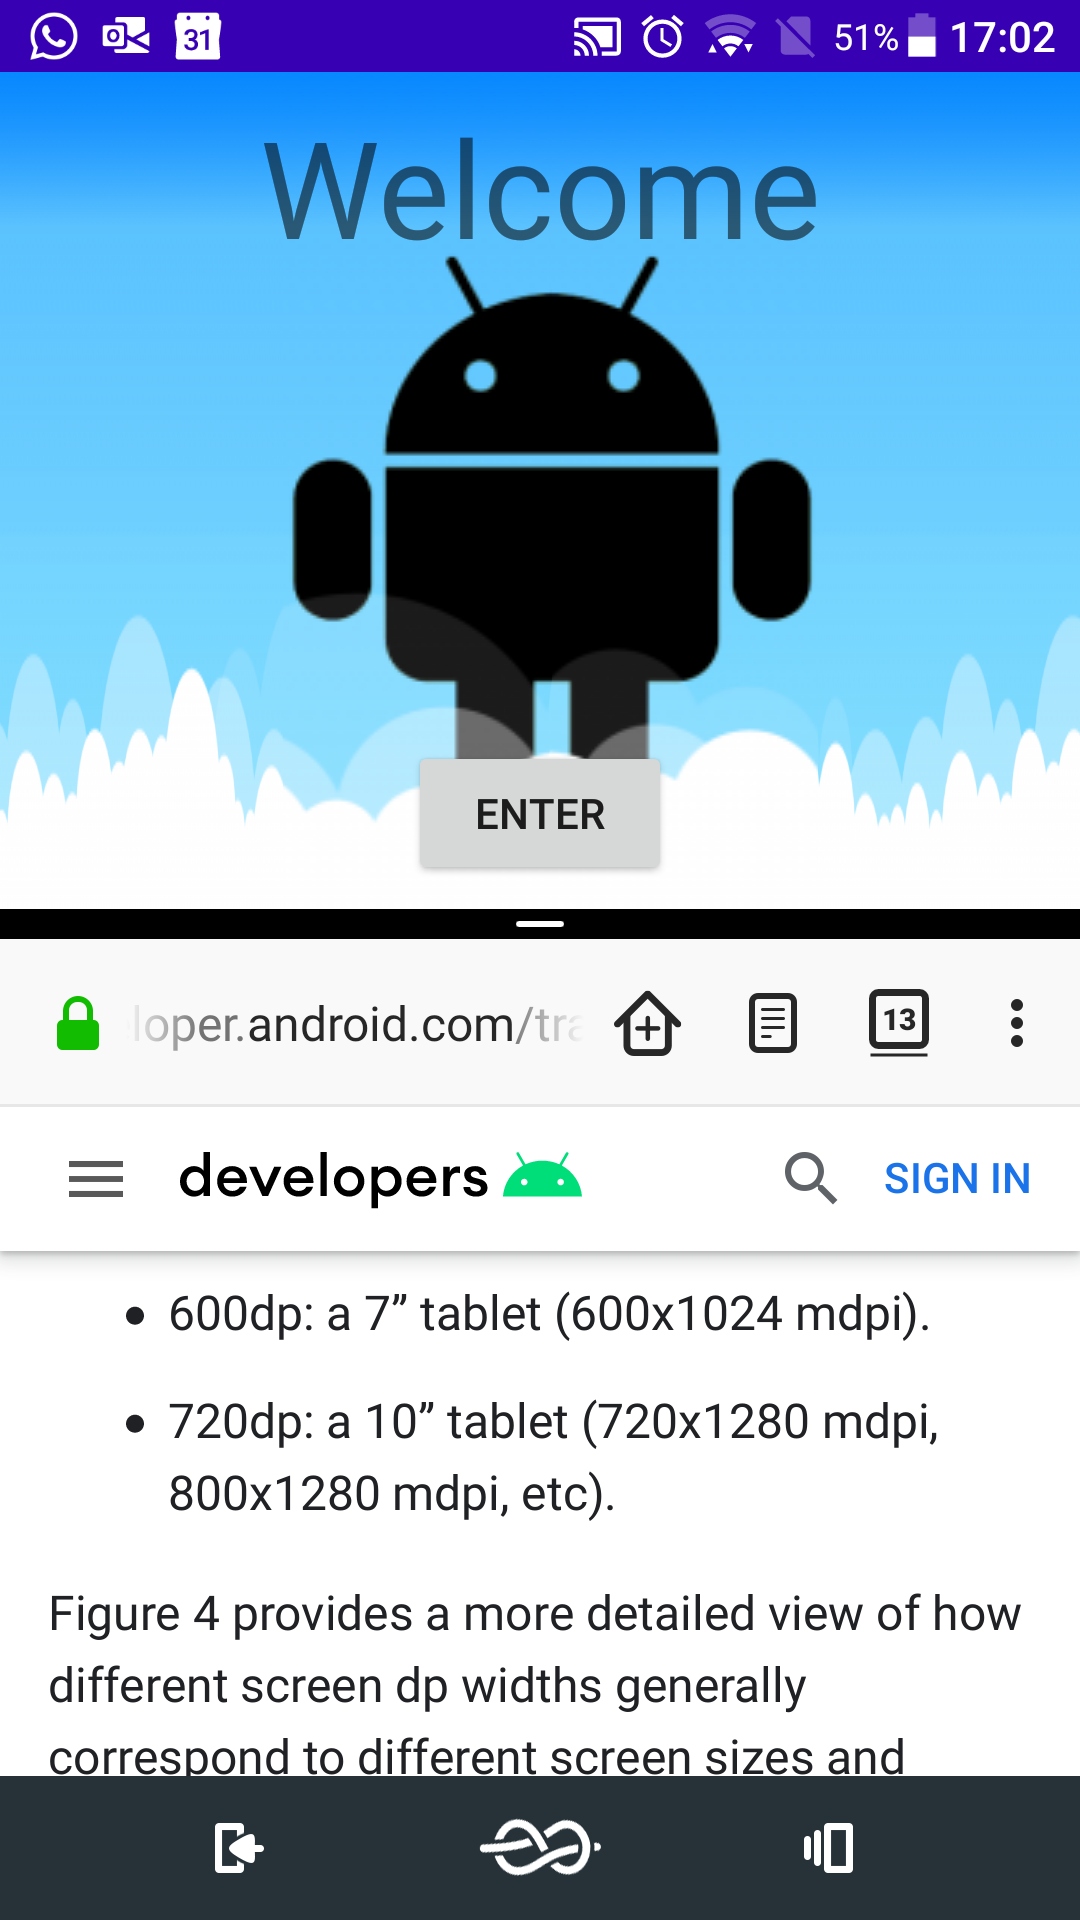 31 51% 17:02
Welcome
ENTER
loper.android.com/tra
13
developers
SIGN IN
• 600dp: a 7” tablet (600x1024 mdpi).
• 720dp: a 10” tablet (720x1280 mdpi,
800x1280 mdpi, etc).
Figure 4 provides a more detailed view of how
different screen dp widths generally
correspond to different screen sizes and